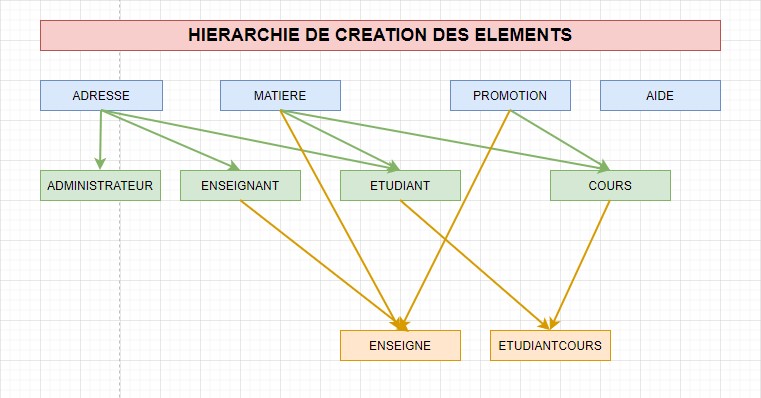 HIERARCHIE DE CREATION DES ELEMENTS
ADRESSE
MATIERE
PROMOTION
AIDE
ADMINISTRATEUR
ENSEIGNANT
ETUDIANT
COURS
ENSEIGNE
ETUDIANTCOURS